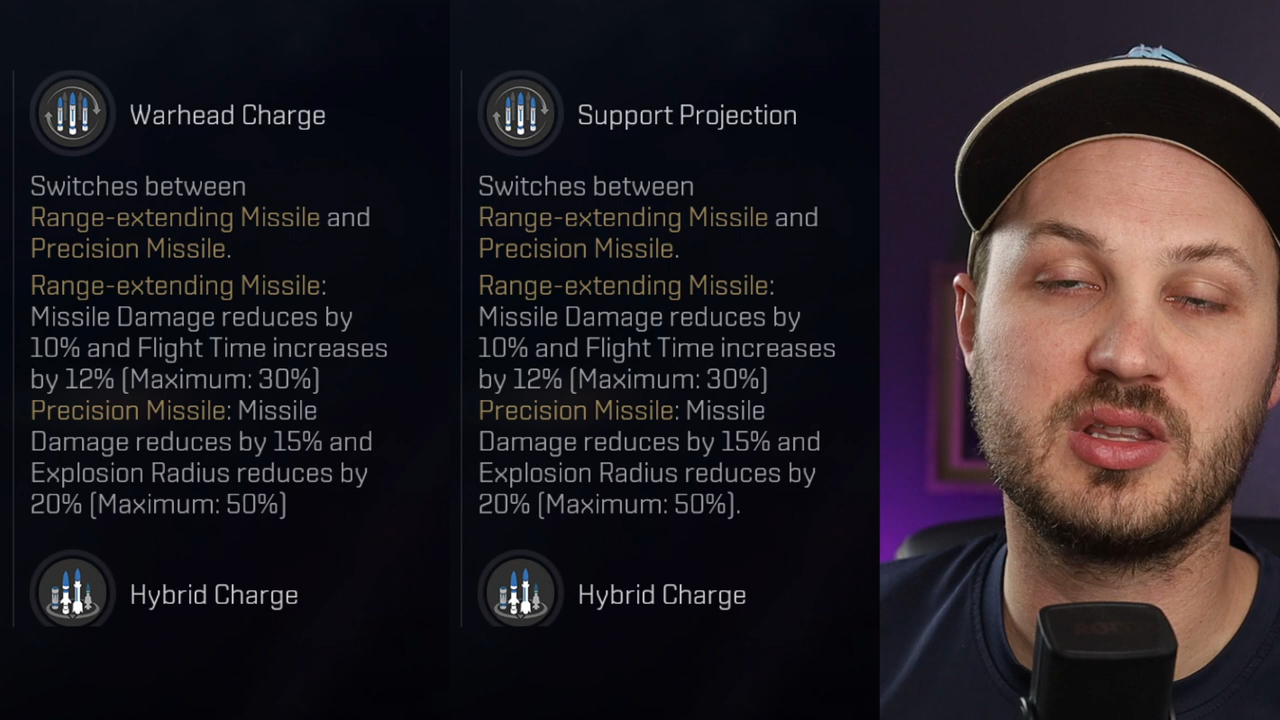 Warhead Charge
Switches between
Range-extending Missile and
Precision Missile.
Range-extending Missile:
Missile Damage reduces by
10% and Flight Time increases
by 12% (Maximum: 30%)
Precision Missile: Missile
Damage reduces by 15% and
Explosion Radius reduces by
20% (Maximum: 50%)
Hybrid Charge
Support Projection
Switches between
Range-extending Missile and
Precision Missile.
Range-extending Missile:
Missile Damage reduces by
10% and Flight Time increases
by 12% (Maximum: 30%)
Precision Missile: Missile
Damage reduces by 15% and
Explosion Radius reduces by
20% (Maximum: 50%).
Hybrid Charge